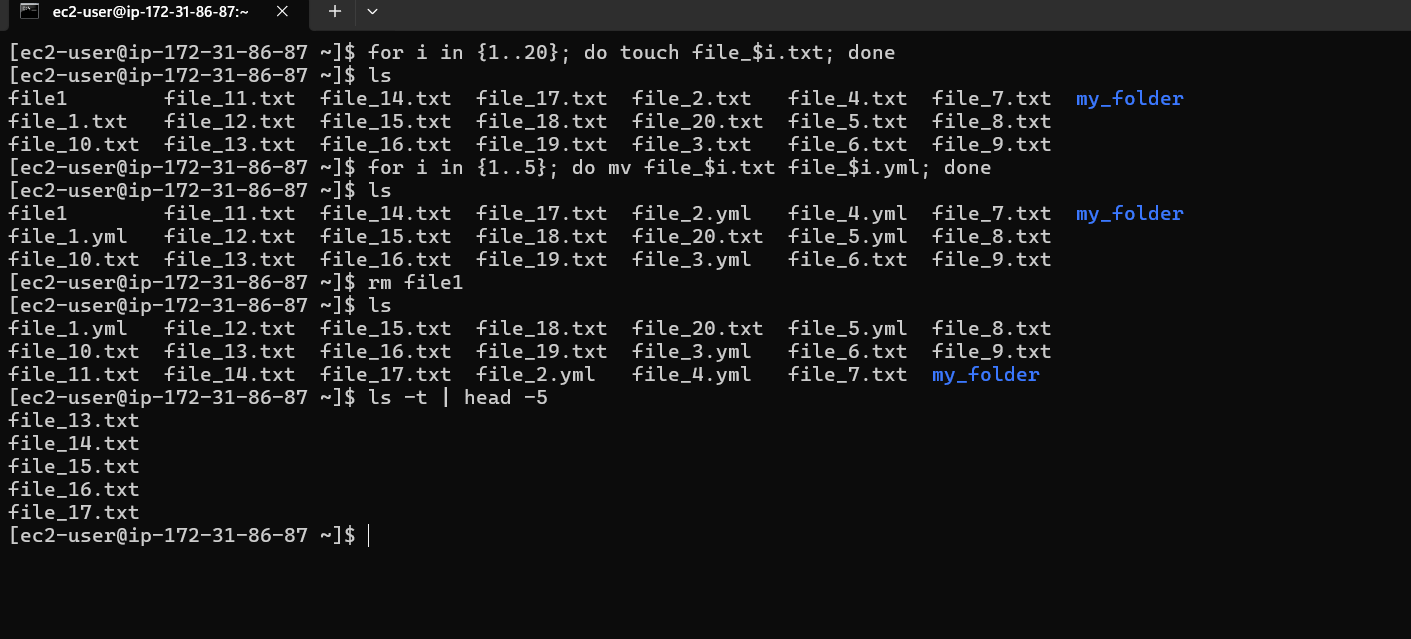 ec2-user@ip-172-31-86-87:~
[ec2-user@ip-172-31-86-87 ~]$ for i in {1..20}; do touch file_$i.txt; done
[ec2-user@ip-172-31-86-87 ~]$ ls
file1        file_11.txt  file_14.txt  file_17.txt  file_2.txt   file_4.txt  file_7.txt  my_folder
file_1.txt   file_12.txt  file_15.txt  file_18.txt  file_20.txt  file_5.txt  file_8.txt
file_10.txt  file_13.txt  file_16.txt  file_19.txt  file_3.txt   file_6.txt  file_9.txt
[ec2-user@ip-172-31-86-87 ~]$ for i in {1..5}; do mv file_$i.txt file_$i.yml; done
[ec2-user@ip-172-31-86-87 ~]$ ls
file1        file_11.txt  file_14.txt  file_17.txt  file_2.yml   file_4.yml  file_7.txt  my_folder
file_1.yml   file_12.txt  file_15.txt  file_18.txt  file_20.txt  file_5.yml  file_8.txt
file_10.txt  file_13.txt  file_16.txt  file_19.txt  file_3.yml   file_6.txt  file_9.txt
[ec2-user@ip-172-31-86-87 ~]$ rm file1
[ec2-user@ip-172-31-86-87 ~]$ ls
file_1.yml   file_12.txt  file_15.txt  file_18.txt  file_20.txt  file_5.yml  file_8.txt
file_10.txt  file_13.txt  file_16.txt  file_19.txt  file_3.yml   file_6.txt  file_9.txt
file_11.txt  file_14.txt  file_17.txt  file_2.yml   file_4.yml   file_7.txt  my_folder
[ec2-user@ip-172-31-86-87 ~]$ ls -t | head -5
file_13.txt
file_14.txt
file_15.txt
file_16.txt
file_17.txt
[ec2-user@ip-172-31-86-87 ~]$